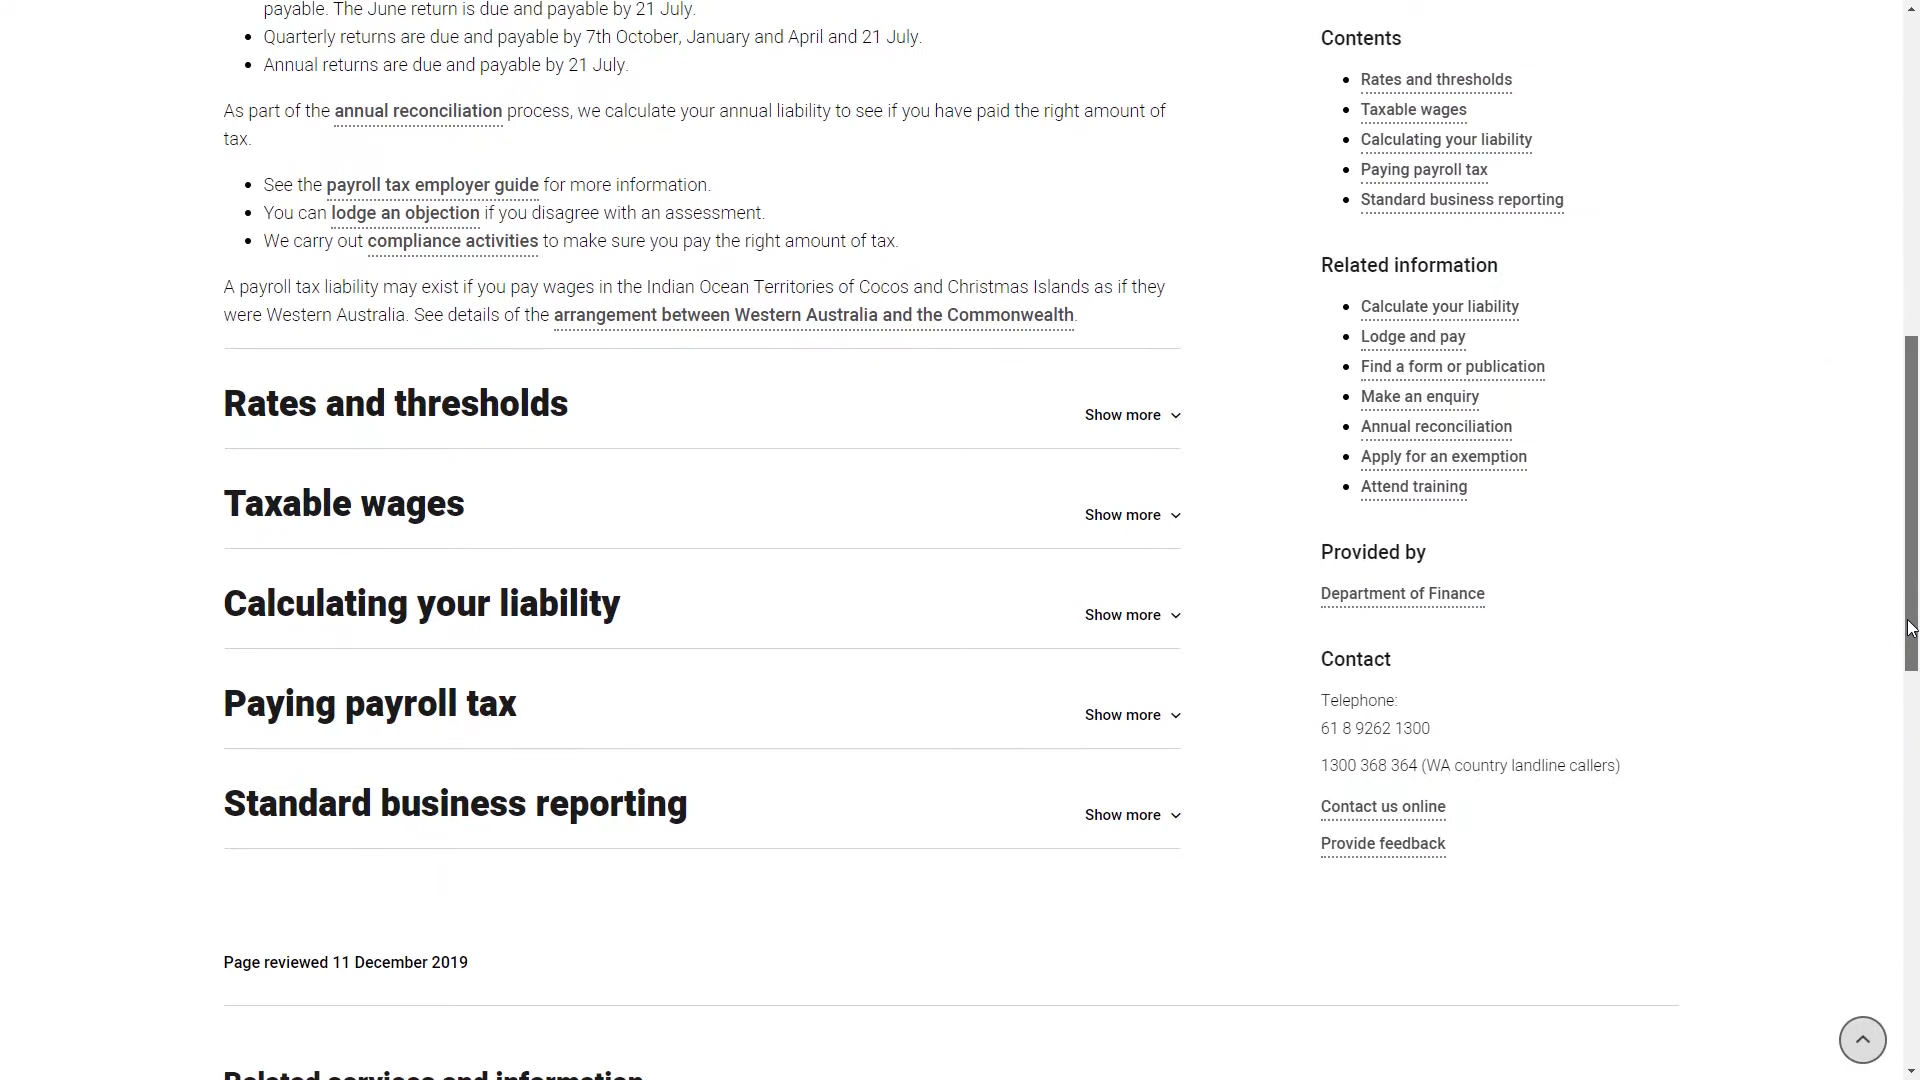 payable. The June return is due and payable by 21 July.
Quarterly returns are due and payable by 7th October, January and April and 21 July.
Annual returns are due and payable by 21 July.
As part of the annual reconciliation process, we calculate your annual liability to see if you have paid the right amount of
tax.
See the payroll tax employer guide for more information.
You can lodge an objection if you disagree with an assessment.
We carry out compliance activities to make sure you pay the right amount of tax.
A payroll tax liability may exist if you pay wages in the Indian Ocean Territories of Cocos and Christmas Islands as if they
were Western Australia. See details of the arrangement between Western Australia and the Commonwealth.
Rates and thresholds
Show more
Taxable wages
Show more
Calculating your liability
Show more
Paying payroll tax
Show more
Standard business reporting
Show more
Page reviewed 11 December 2019
Related services and information
Contents
Rates and thresholds
Taxable wages
Calculating your liability
Paying payroll tax
Standard business reporting
Related information
Calculate your liability
Lodge and pay
Find a form or publication
Make an enquiry
Annual reconciliation
Apply for an exemption
Attend training
Provided by
Department of Finance
Contact
Telephone:
61 8 9262 1300
1300 368 364 (WA country landline callers)
Contact us online
Provide feedback